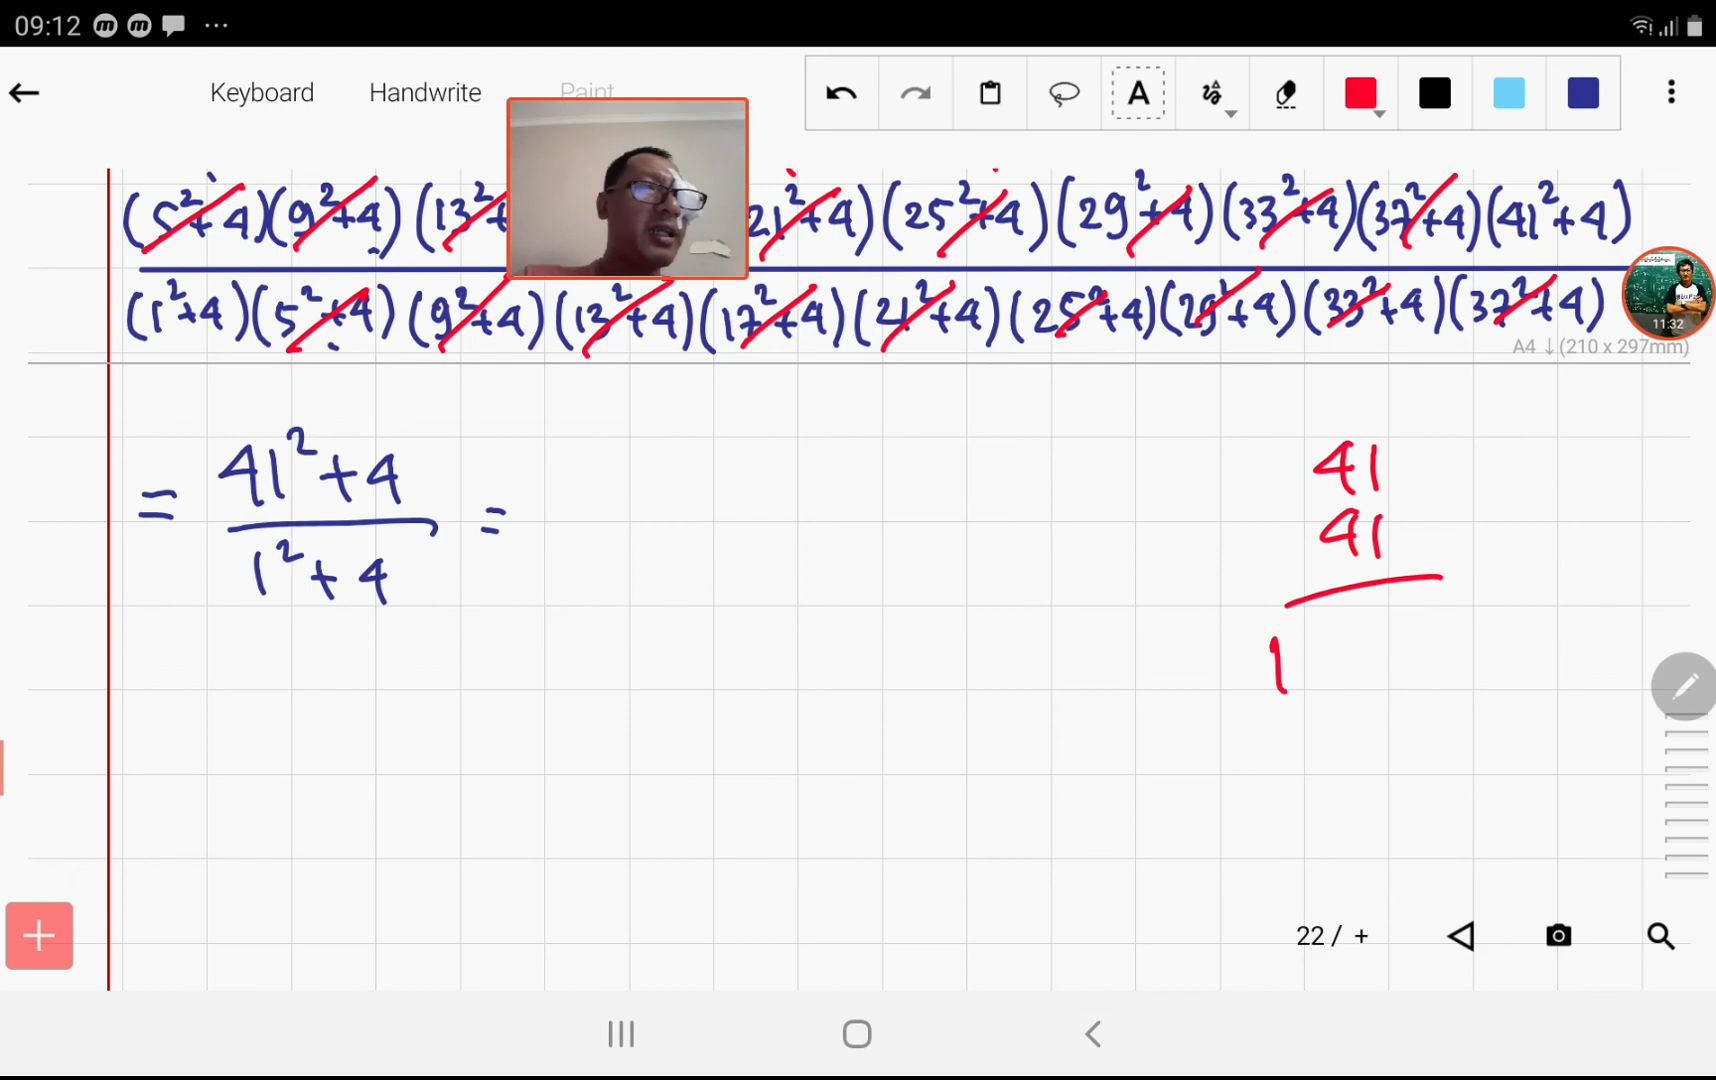 09:12 m m ...
Keyboard Handwrite Paint
A
(5²+4)(9²+4)(13²+ 21²+4)(25²+4)(29²+4)(33²+4)(37²+4)(41²+4)
(1²+4)(5²+4)(9²+4)(13²+4)(17²+4)(21²+4)(25²+4)(29²+4)(33²+4)(37²+4)
11:32
A4 ↓(210 x 297mm)
= 41²+4 =
1²+4
41
41
1
22 / +